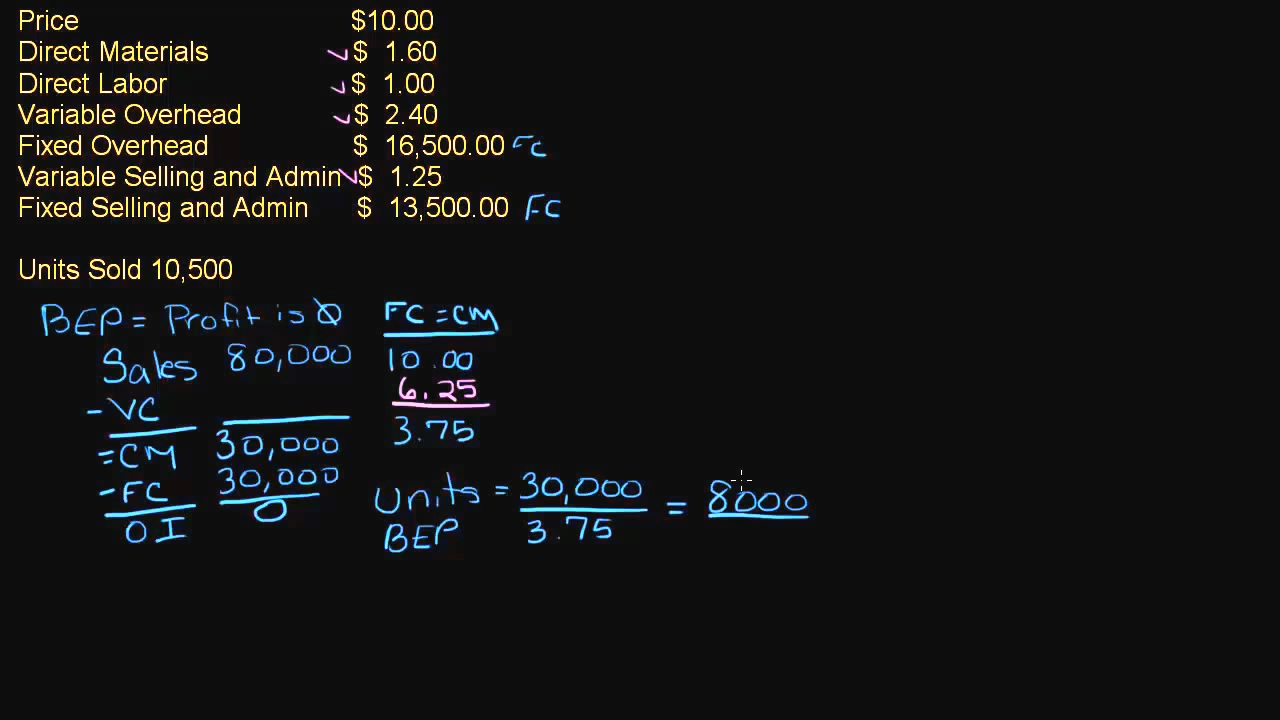 Price $10.00
Direct Materials ✓$ 1.60
Direct Labor ✓$ 1.00
Variable Overhead ✓$ 2.40
Fixed Overhead $ 16,500.00 FC
Variable Selling and Admin ✓$ 1.25
Fixed Selling and Admin $ 13,500.00 FC
Units Sold 10,500
BEP = Profit is 0 FC = CM
Sales 80,000 10.00
- VC 6.25
= CM 30,000 3.75
- FC 30,000
OI 0
Units = 30,000 = 8000
BEP 3.75